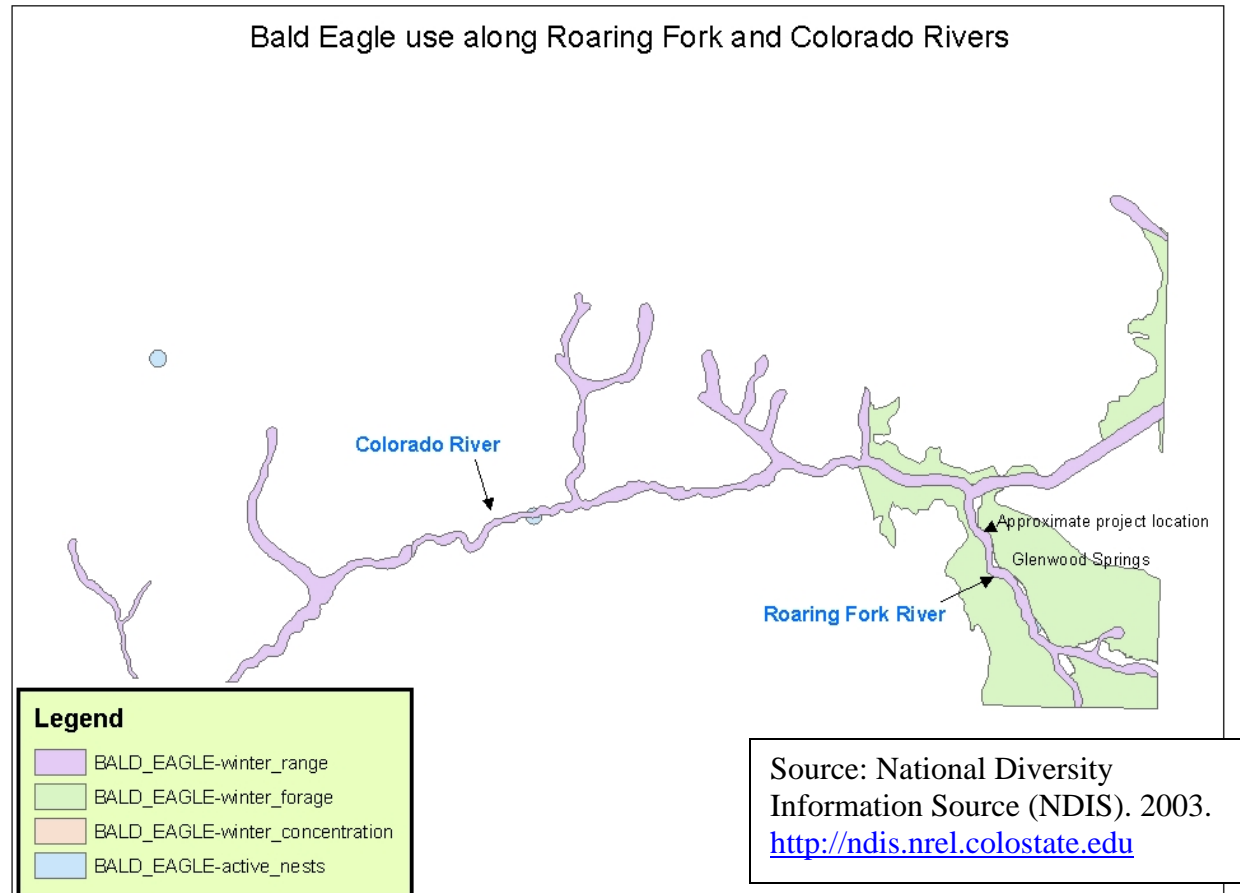 Bald Eagle use along Roaring Fork and Colorado Rivers
Colorado River
Approximate project location
Glenwood Springs
Roaring Fork River
Legend
BALD_EAGLE-winter_range
BALD_EAGLE-winter_forage
BALD_EAGLE-winter_concentration
BALD_EAGLE-active_nests
Source: National Diversity
Information Source (NDIS). 2003.
http://ndis.nrel.colostate.edu